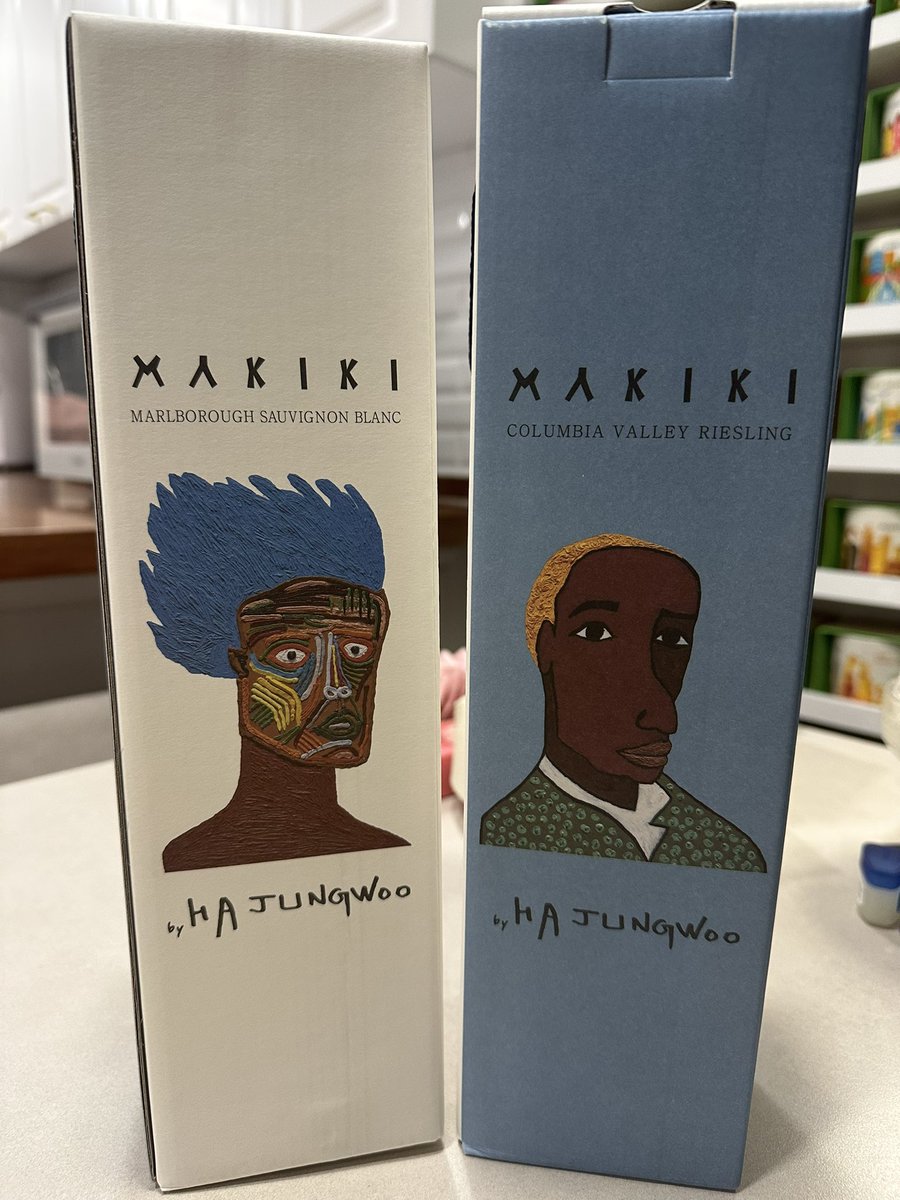 MAKIKI
MARLBOROUGH SAUVIGNON BLANC
by HA JUNGWOO
MAKIKI
COLUMBIA VALLEY RIESLING
by HA JUNGWOO